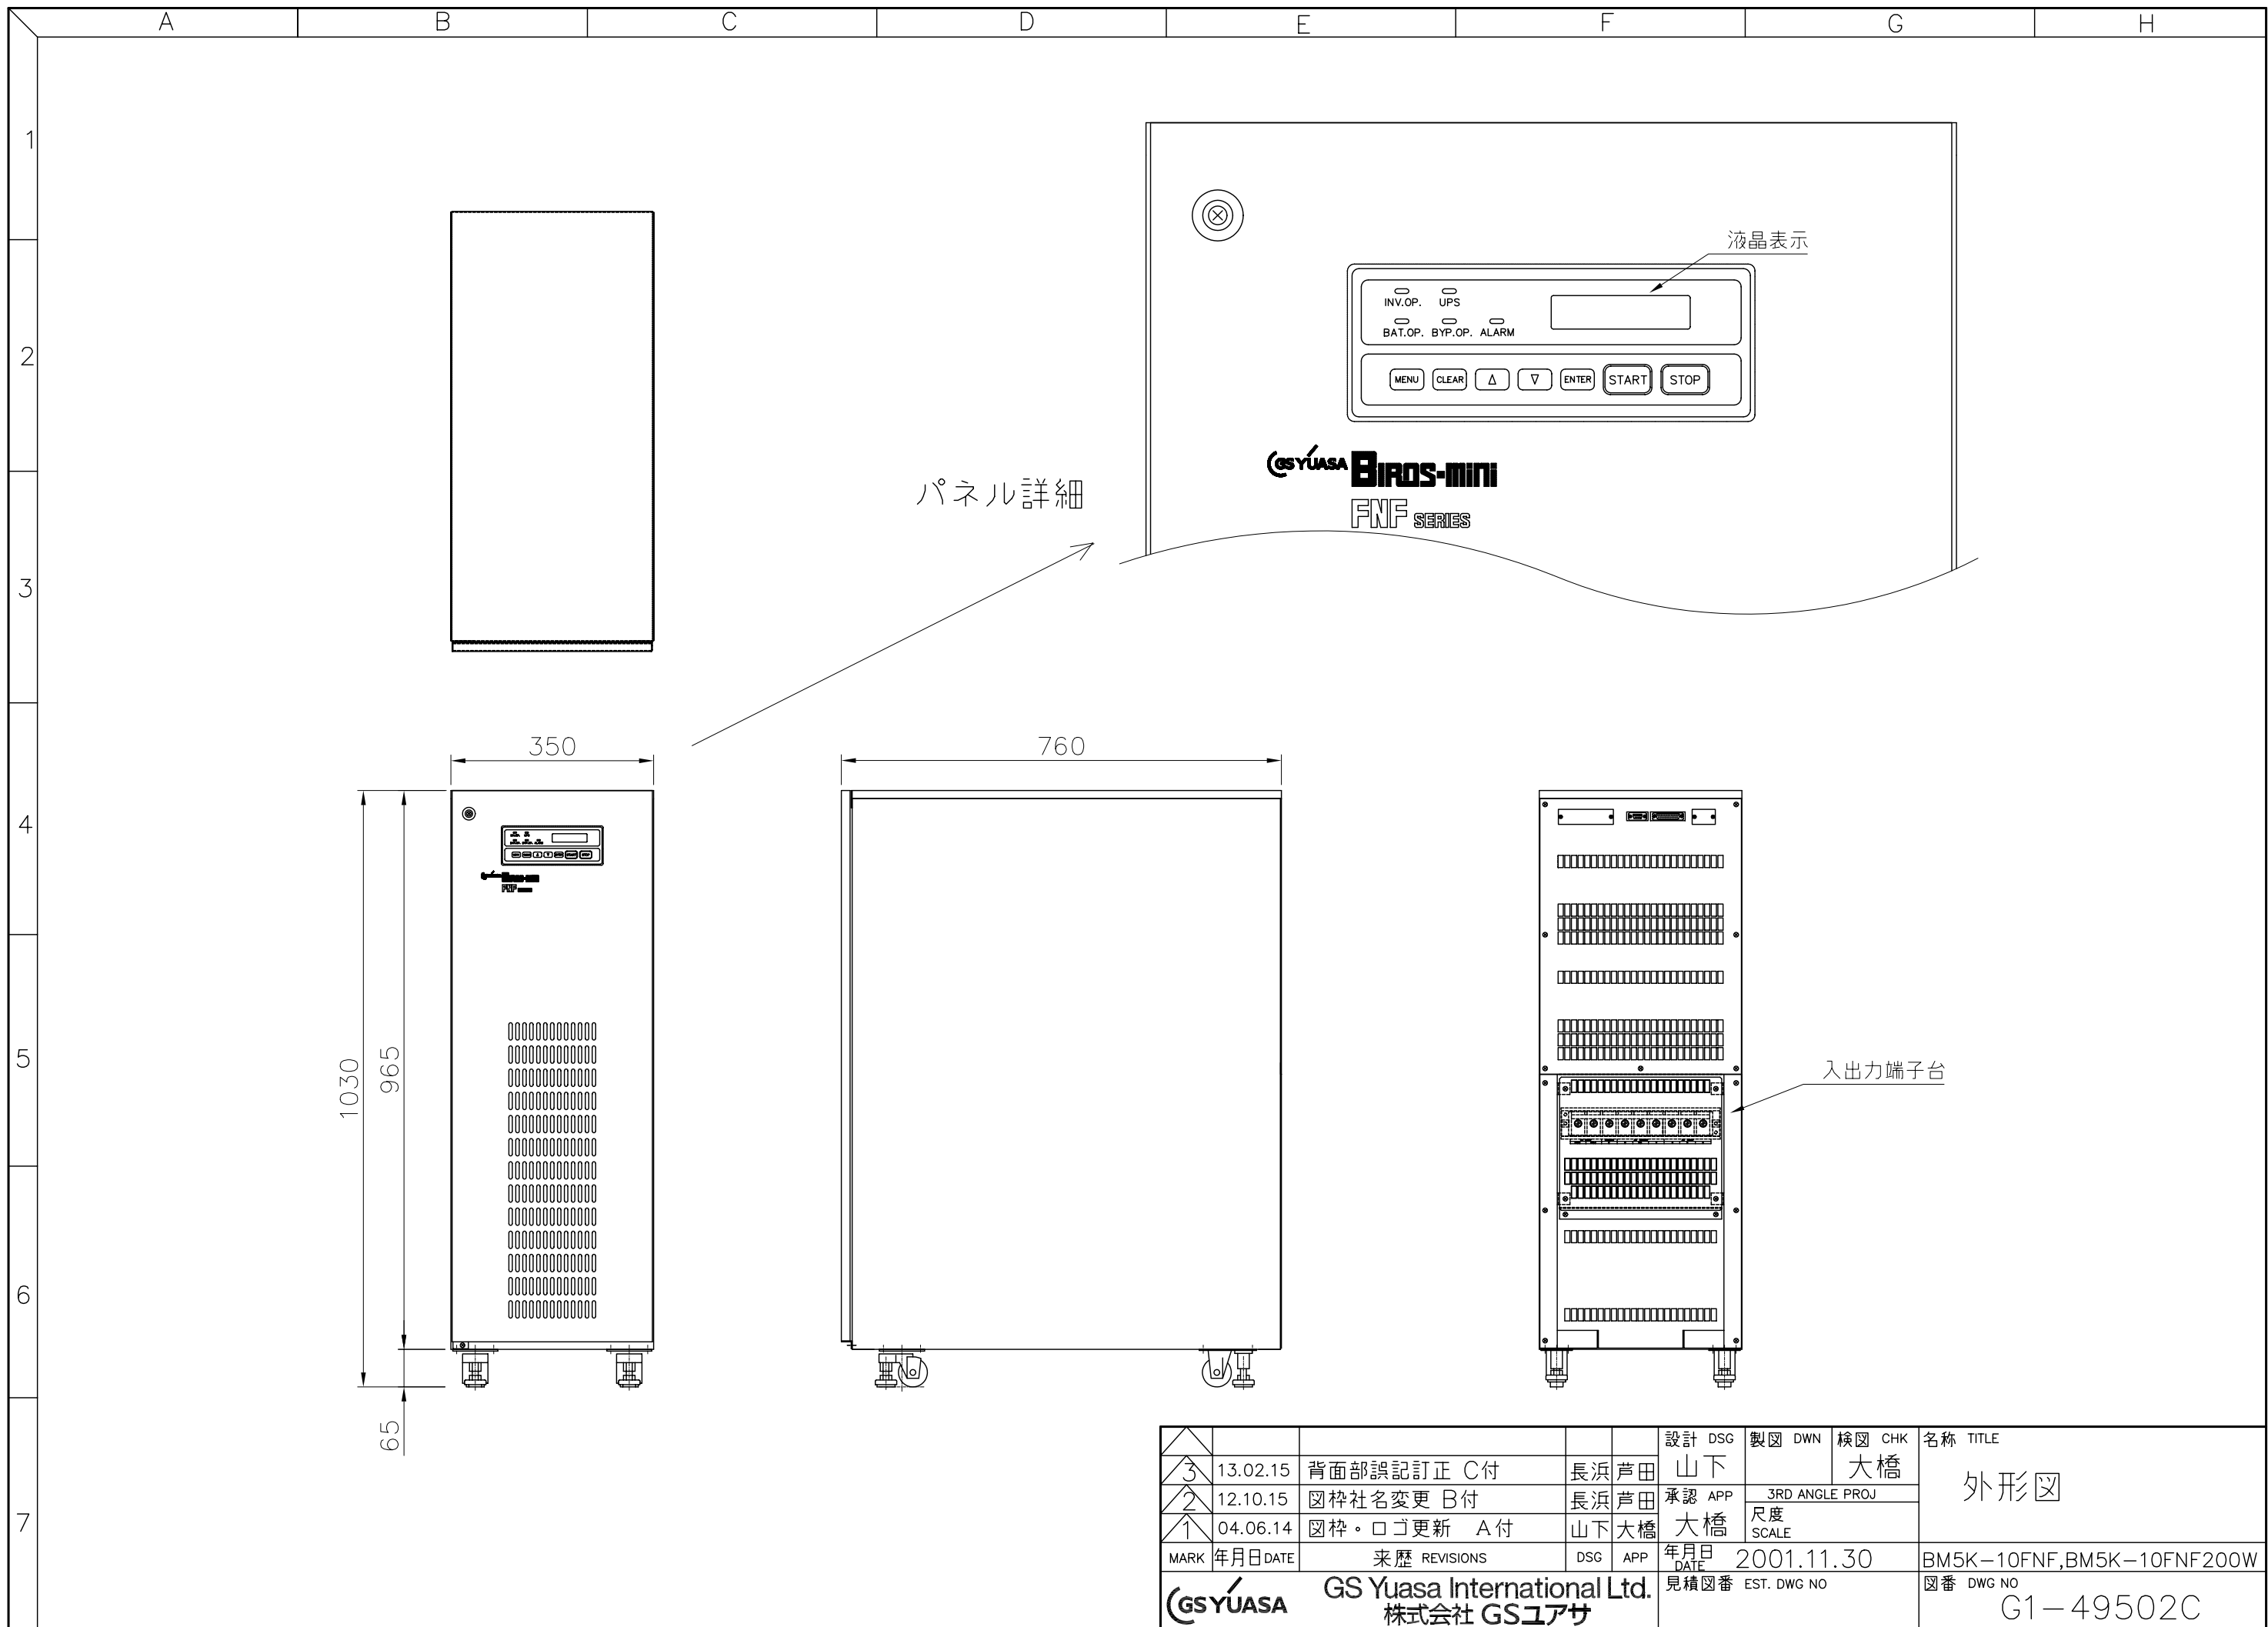 A B C D E F G H
1
2
3
4
5
6
7
液晶表示
INV.OP. UPS
BAT.OP. BYP.OP. ALARM
MENU CLEAR △ ▽ ENTER START STOP
GS YUASA BIROS-mini
FNF SERIES
パネル詳細
350
760
1030
965
65
入出力端子台
3 13.02.15 背面部誤記訂正 C付 長浜 芦田
2 12.10.15 図枠社名変更 B付 長浜 芦田
1 04.06.14 図枠・ロゴ更新 A付 山下 大橋
MARK 年月日DATE 来歴 REVISIONS DSG APP
設計 DSG 製図 DWN 検図 CHK
山下 大橋
承認 APP 3RD ANGLE PROJ
大橋 尺度 SCALE
年月日 DATE 2001.11.30
見積図番 EST. DWG NO
名称 TITLE
外形図
BM5K-10FNF,BM5K-10FNF200W
図番 DWG NO
G1-49502C
GS YUASA
GS Yuasa International Ltd.
株式会社 GSユアサ